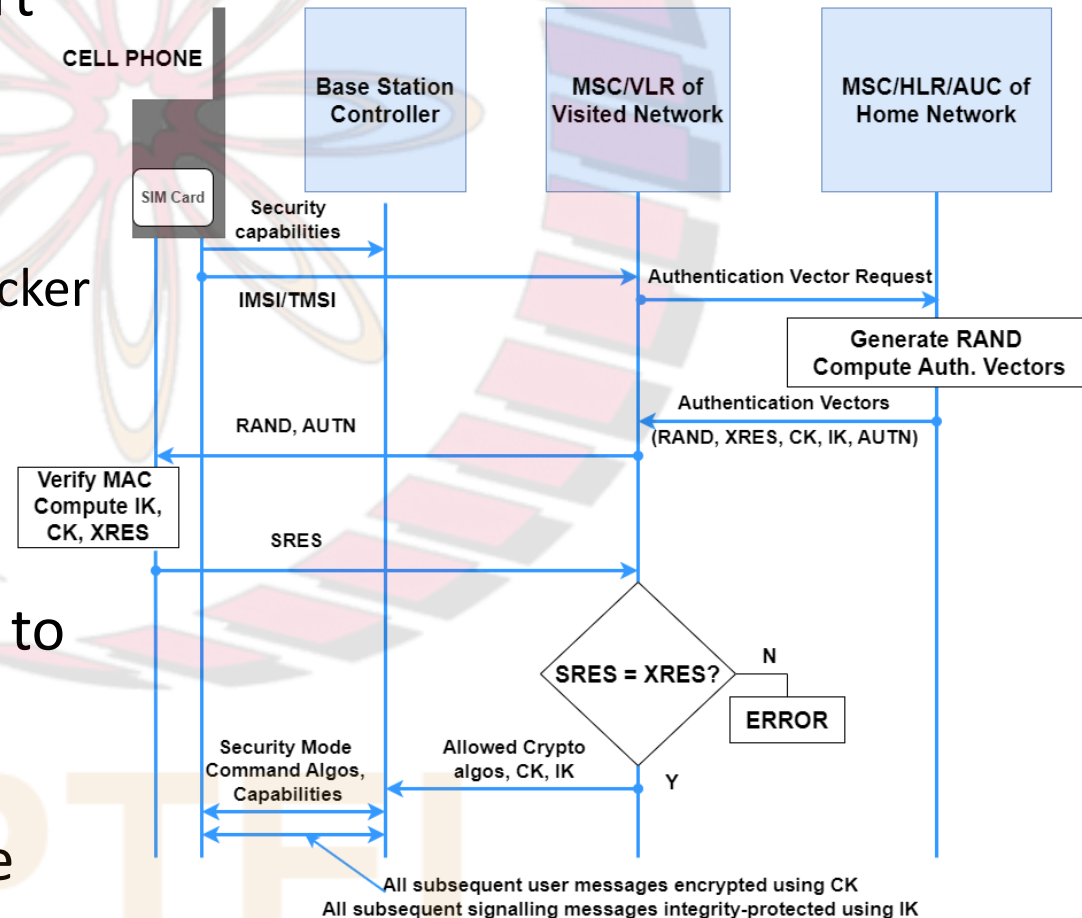 CELL PHONE
Base Station
Controller
MSC/VLR of
Visited Network
MSC/HLR/AUC of
Home Network
SIM Card
Security
capabilities
cker
IMSI/TMSI
Authentication Vector Request
Generate RAND
Compute Auth. Vectors
Authentication Vectors
(RAND, XRES, CK, IK, AUTN)
RAND, AUTN
Verify MAC
Compute IK,
CK, XRES
SRES
to
SRES = XRES?
N
ERROR
Security Mode
Command Algos,
Capabilities
Allowed Crypto
algos, CK, IK
Y
e
All subsequent user messages encrypted using CK
All subsequent signalling messages integrity-protected using IK
PTEL